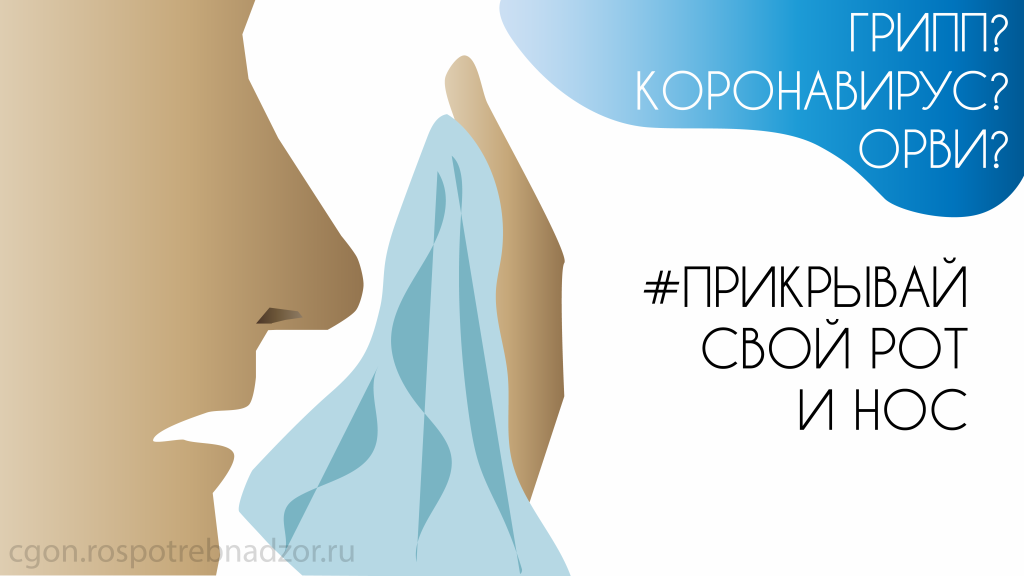 ГРИПП?
КОРОНАВИРУС?
ОРВИ?
#ПРИКРЫВАЙ
СВОЙ РОТ
И НОС
cgon.rospotrebnadzor.ru